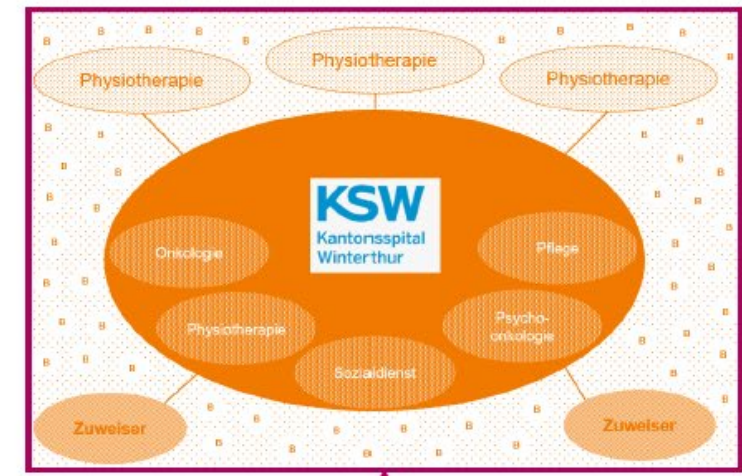 Physiotherapie
Physiotherapie
Physiotherapie
KSW
Kantonsspital
Winterthur
Onkologie
Pflege
Physiotherapie
Psycho-
onkologie
Sozialdienst
Zuweiser
Zuweiser